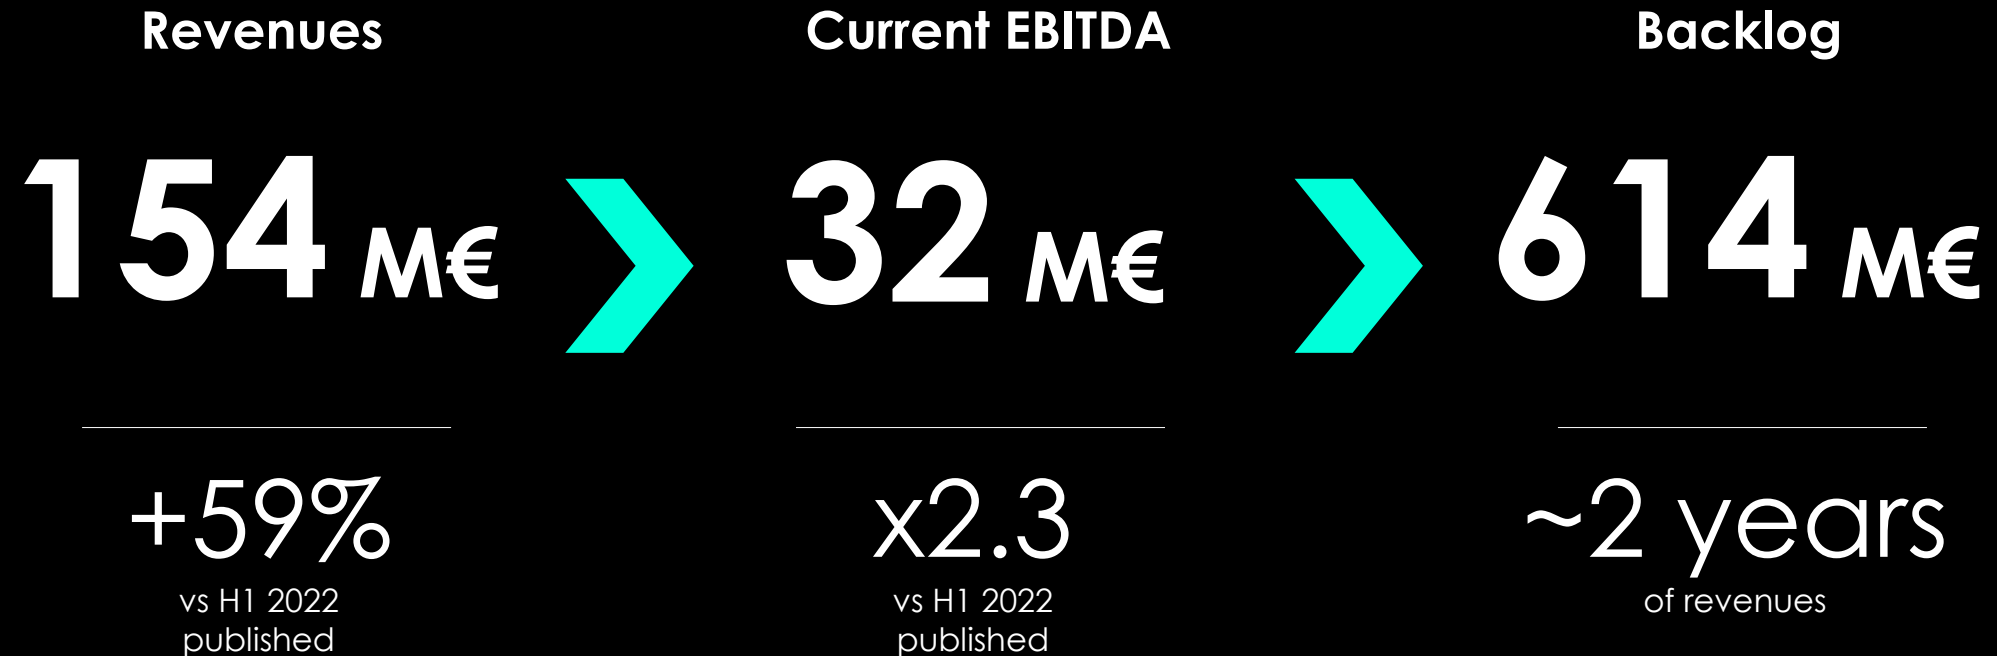 Revenues
154 M€
+59%
vs H1 2022
published
Current EBITDA
32 M€
x2.3
vs H1 2022
published
Backlog
614 M€
~2 years
of revenues